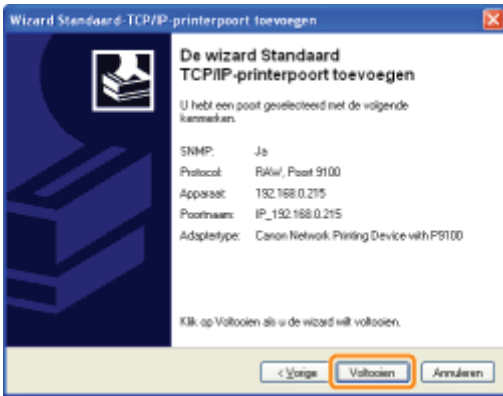 Wizard Standaard-TCP/IP-printerpoort toevoegen
De wizard Standaard
TCP/IP-printerpoort toevoegen
U hebt een poort geselecteerd met de volgende
kenmerken.
SNMP: Ja
Protocol: RAW, Poort 9100
Apparaat: 192.168.0.215
Poortnaam: IP_192.168.0.215
Adaptertype: Canon Network Printing Device with P9100
Klik op Voltooien als u de wizard wilt voltooien.
< Vorige Voltooien Annuleren